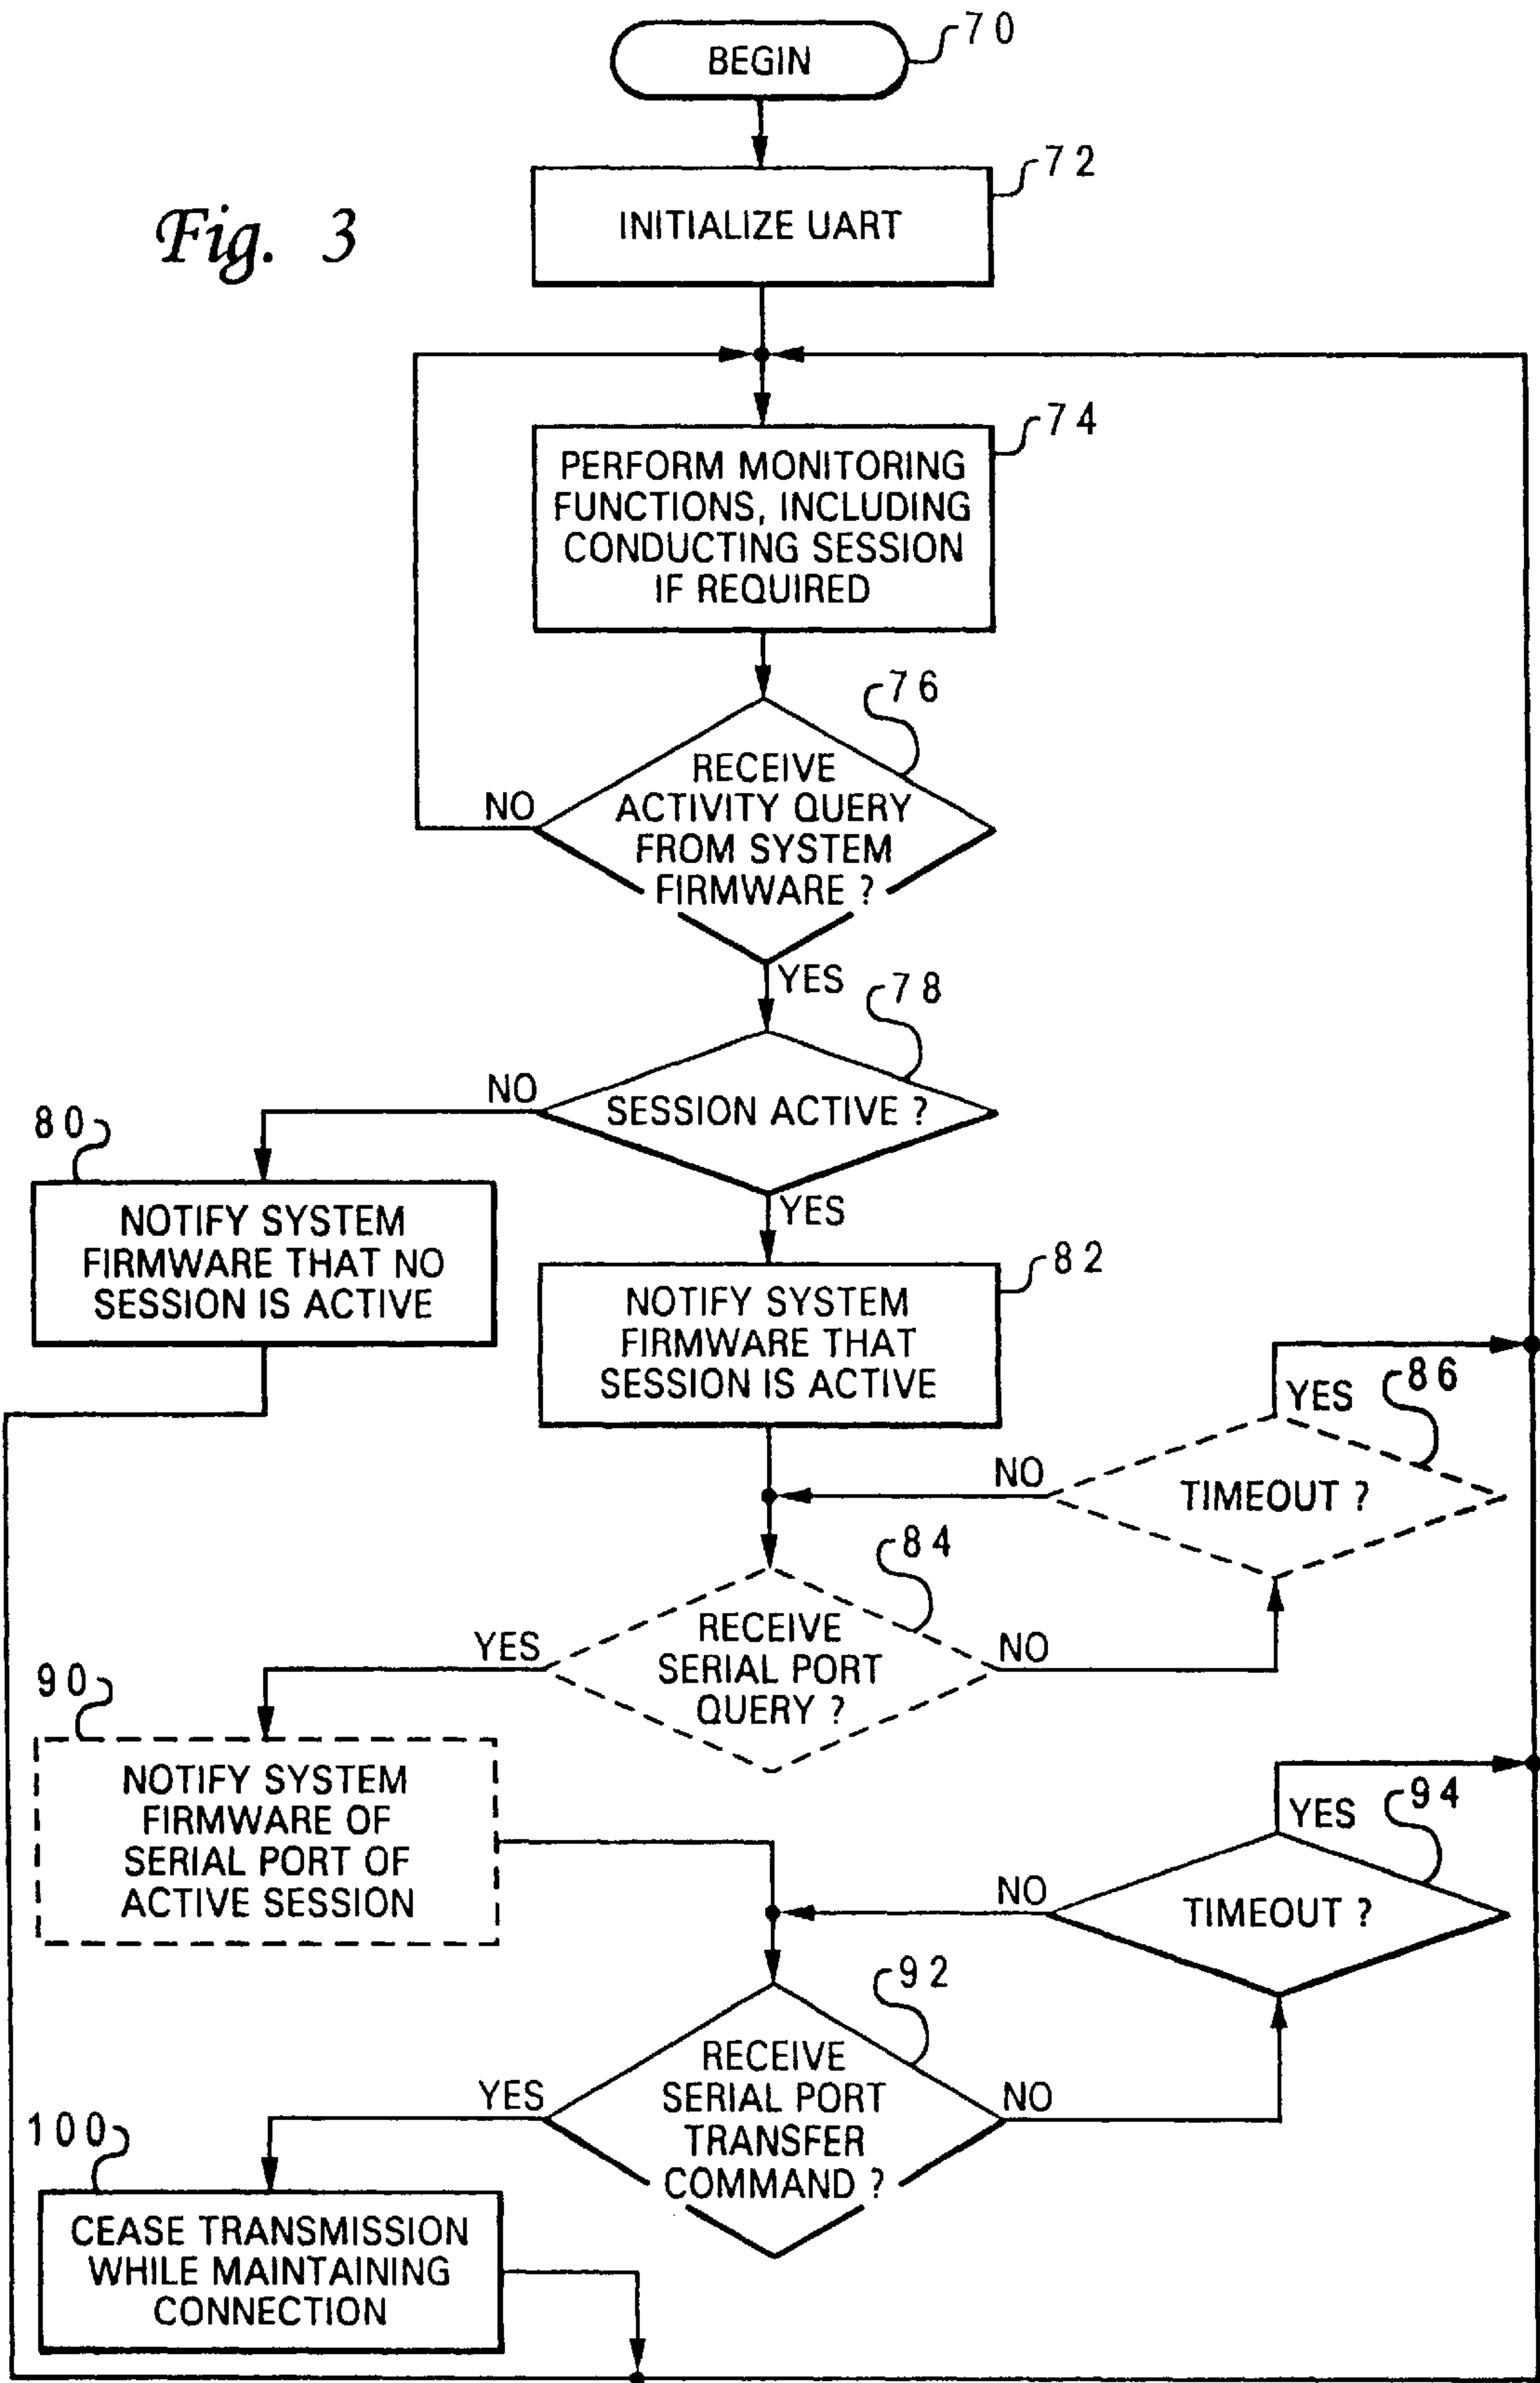 BEGIN
70
72
Fig. 3
INITIALIZE UART
74
PERFORM MONITORING
FUNCTIONS, INCLUDING
CONDUCTING SESSION
IF REQUIRED
76
RECEIVE
ACTIVITY QUERY
FROM SYSTEM
FIRMWARE ?
NO
YES
78
NO
SESSION ACTIVE ?
YES
80
NOTIFY SYSTEM
FIRMWARE THAT NO
SESSION IS ACTIVE
82
NOTIFY SYSTEM
FIRMWARE THAT
SESSION IS ACTIVE
86
YES
NO
TIMEOUT ?
84
YES
RECEIVE
SERIAL PORT
QUERY ?
NO
90
NOTIFY SYSTEM
FIRMWARE OF
SERIAL PORT OF
ACTIVE SESSION
94
YES
NO
TIMEOUT ?
92
YES
RECEIVE
SERIAL PORT
TRANSFER
COMMAND ?
NO
100
CEASE TRANSMISSION
WHILE MAINTAINING
CONNECTION